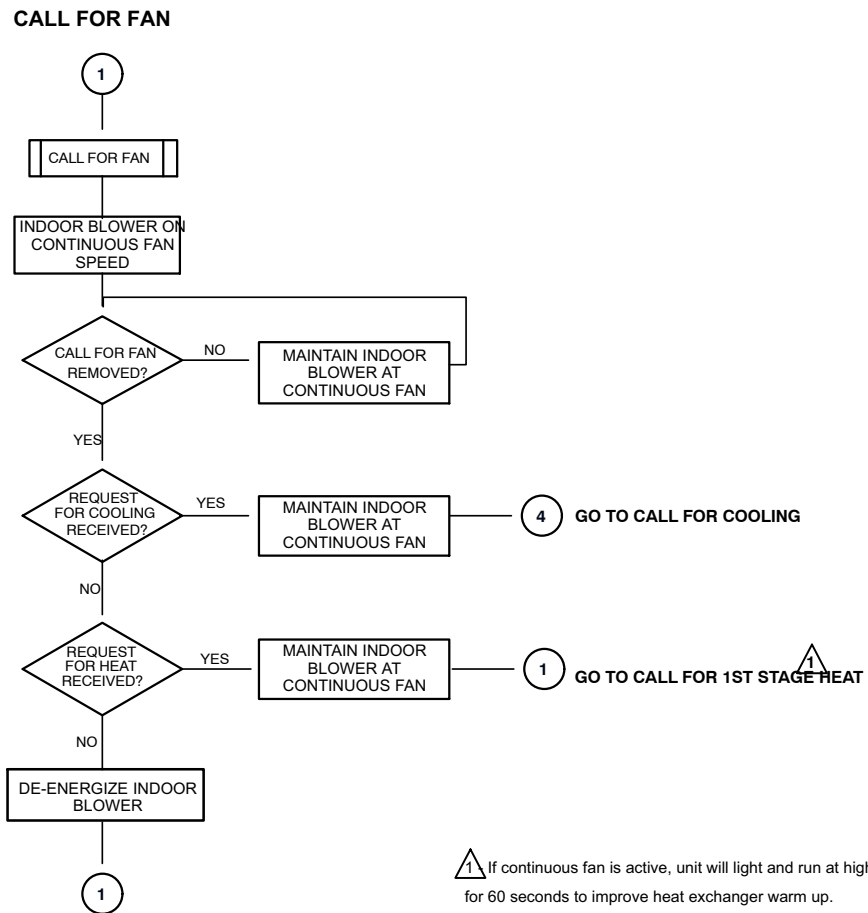 CALL FOR FAN
1
CALL FOR FAN
INDOOR BLOWER ON
CONTINUOUS FAN
SPEED
CALL FOR FAN
REMOVED?
NO
MAINTAIN INDOOR
BLOWER AT
CONTINUOUS FAN
YES
REQUEST
FOR COOLING
RECEIVED?
YES
MAINTAIN INDOOR
BLOWER AT
CONTINUOUS FAN
4
GO TO CALL FOR COOLING
NO
REQUEST
FOR HEAT
RECEIVED?
YES
MAINTAIN INDOOR
BLOWER AT
CONTINUOUS FAN
1
GO TO CALL FOR 1ST STAGE HEAT
1
NO
DE-ENERGIZE INDOOR
BLOWER
1
1 - If continuous fan is active, unit will light and run at high
for 60 seconds to improve heat exchanger warm up.